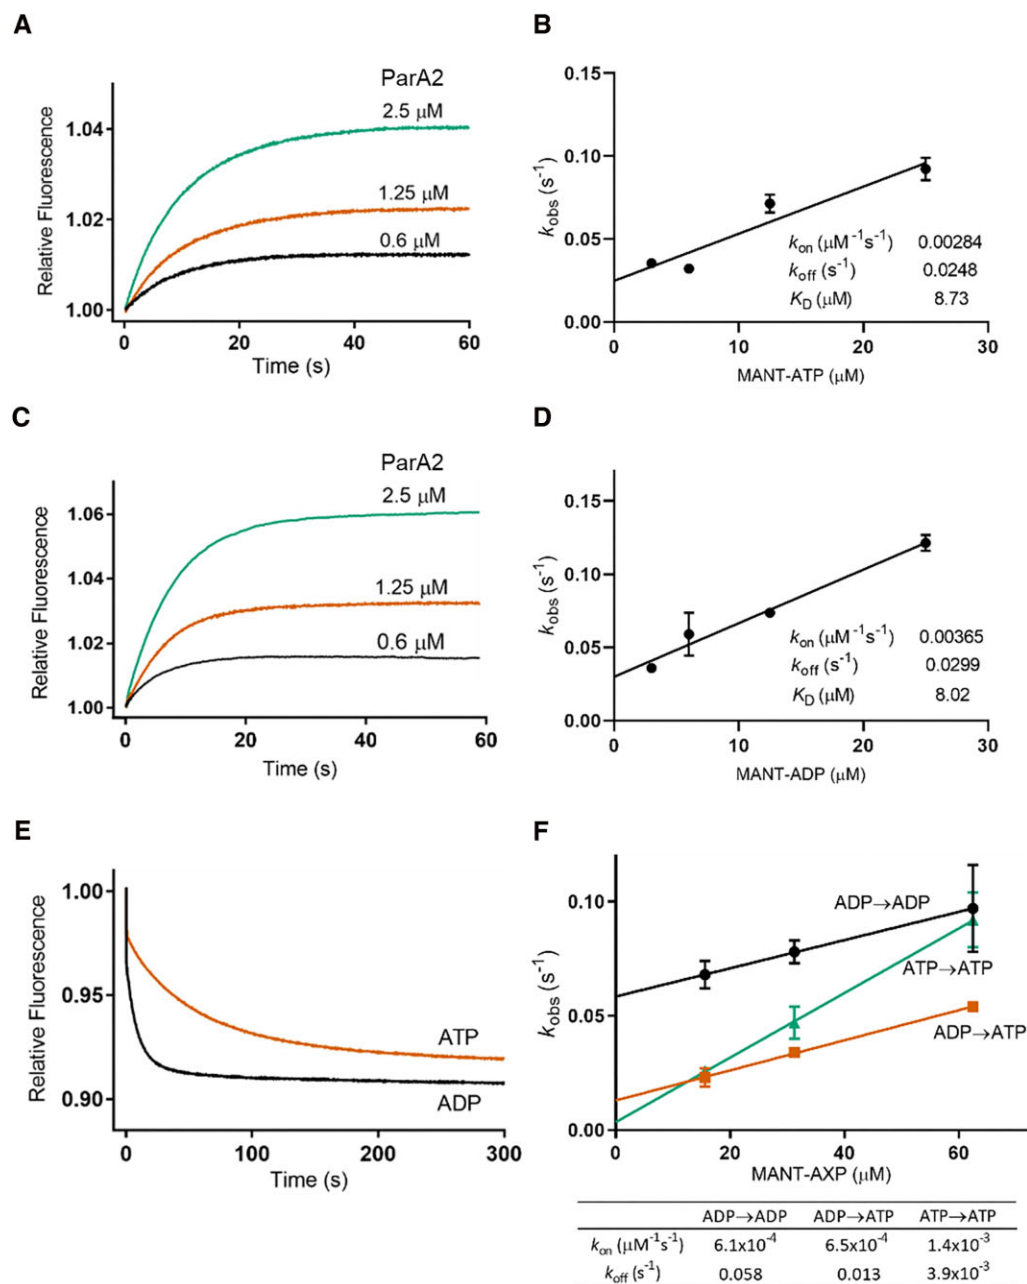 A
ParA2
2.5 μM
1.25 μM
0.6 μM
1.04
1.02
1.00
Relative Fluorescence
0 20 40 60
Time (s)
B
0.15
0.10
0.05
0.00
kobs (s-1)
kon (μM-1s-1) 0.00284
koff (s-1) 0.0248
KD (μM) 8.73
0 10 20 30
MANT-ATP (μM)
C
ParA2
2.5 μM
1.25 μM
0.6 μM
1.06
1.04
1.02
1.00
Relative Fluorescence
0 20 40 60
Time (s)
D
0.15
0.10
0.05
0.00
kobs (s-1)
kon (μM-1s-1) 0.00365
koff (s-1) 0.0299
KD (μM) 8.02
0 10 20 30
MANT-ADP (μM)
E
1.00
0.95
0.90
Relative Fluorescence
ATP
ADP
0 100 200 300
Time (s)
F
0.10
0.05
0.00
kobs (s-1)
ADP→ADP
ATP→ATP
ADP→ATP
0 20 40 60
MANT-AXP (μM)
ADP→ADP ADP→ATP ATP→ATP
kon (μM-1s-1) 6.1x10-4 6.5x10-4 1.4x10-3
koff (s-1) 0.058 0.013 3.9x10-3